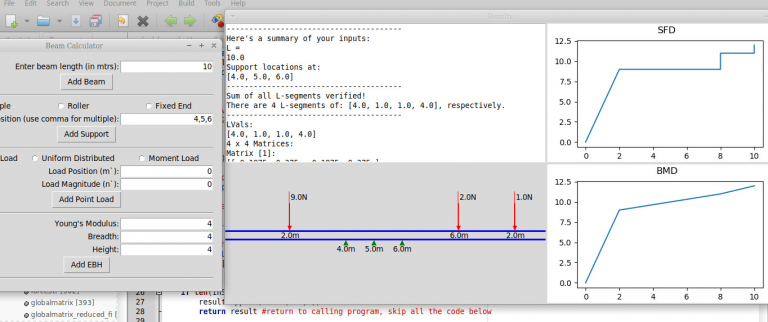 File Edit Search View Document Project Build Tools
Beam Calculator
Enter beam length (in mtrs):
10
Add Beam
ple
Roller
Fixed End
osition (use comma for multiple):
4,5,6
Add Support
Load
Uniform Distributed
Moment Load
Load Position (m`):
0
Load Magnitude (n`):
0
Add Point Load
Young's Modulus:
4
Breadth:
4
Height:
4
Add EBH
----------------------------------------
Here's a summary of your inputs:
L =
10.0
Support locations at:
[4.0, 5.0, 6.0]
----------------------------------------
Sum of all L-segments verified!
There are 4 L-segments of: [4.0, 1.0, 1.0, 4.0], respectively.
----------------------------------------
LVals:
[4.0, 1.0, 1.0, 4.0]
4 x 4 Matrices:
Matrix [1]:
9.0N
2.0N
1.0N
2.0m
6.0m
2.0m
4.0m
5.0m
6.0m
SFD
12.5
10.0
7.5
5.0
2.5
0.0
0 2 4 6 8 10
BMD
12.5
10.0
7.5
5.0
2.5
0.0
0 2 4 6 8 10
globalmatrix [393]
globalmatrix_reduced_fi [
26
27
28
29
result
return result #return to calling program, skip all the code below